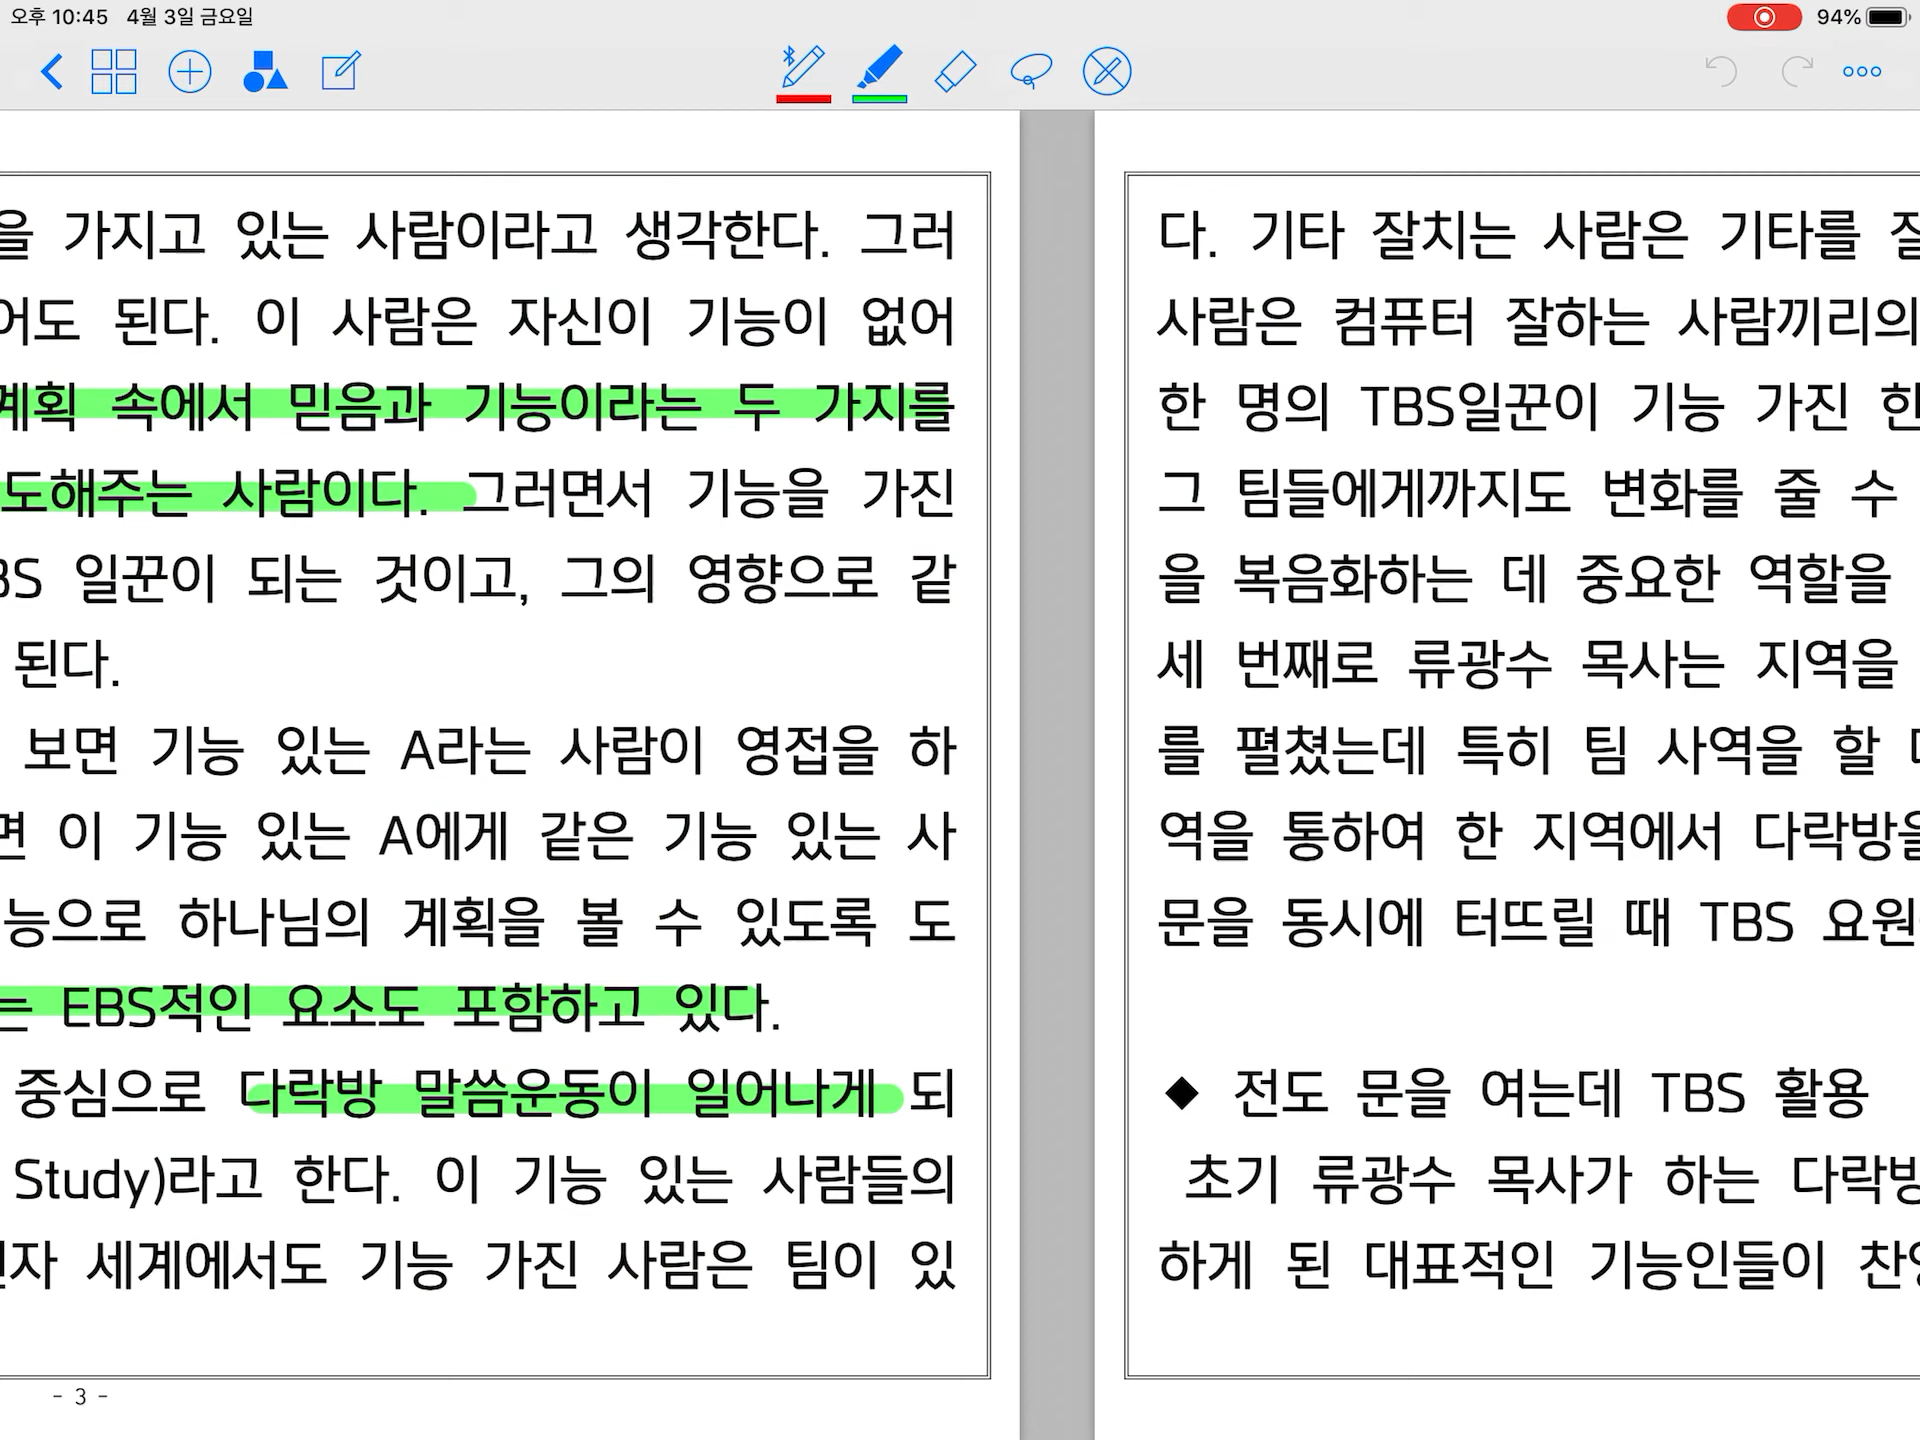 오후 10:45 4월 3일 금요일
94%
을 가지고 있는 사람이라고 생각한다. 그러
어도 된다. 이 사람은 자신이 기능이 없어
계획 속에서 믿음과 기능이라는 두 가지를
도해주는 사람이다. 그러면서 기능을 가진
BS 일꾼이 되는 것이고, 그의 영향으로 같
된다.
보면 기능 있는 A라는 사람이 영접을 하
면 이 기능 있는 A에게 같은 기능 있는 사
능으로 하나님의 계획을 볼 수 있도록 도
는 EBS적인 요소도 포함하고 있다.
중심으로 다락방 말씀운동이 일어나게 되
Study)라고 한다. 이 기능 있는 사람들의
자 세계에서도 기능 가진 사람은 팀이 있
- 3 -
다. 기타 잘치는 사람은 기타를 잘
사람은 컴퓨터 잘하는 사람끼리의
한 명의 TBS일꾼이 기능 가진 한
그 팀들에게까지도 변화를 줄 수
을 복음화하는 데 중요한 역할을
세 번째로 류광수 목사는 지역을
를 펼쳤는데 특히 팀 사역을 할
역을 통하여 한 지역에서 다락방을
문을 동시에 터뜨릴 때 TBS 요원
◆ 전도 문을 여는데 TBS 활용
초기 류광수 목사가 하는 다락방
하게 된 대표적인 기능인들이 찬양